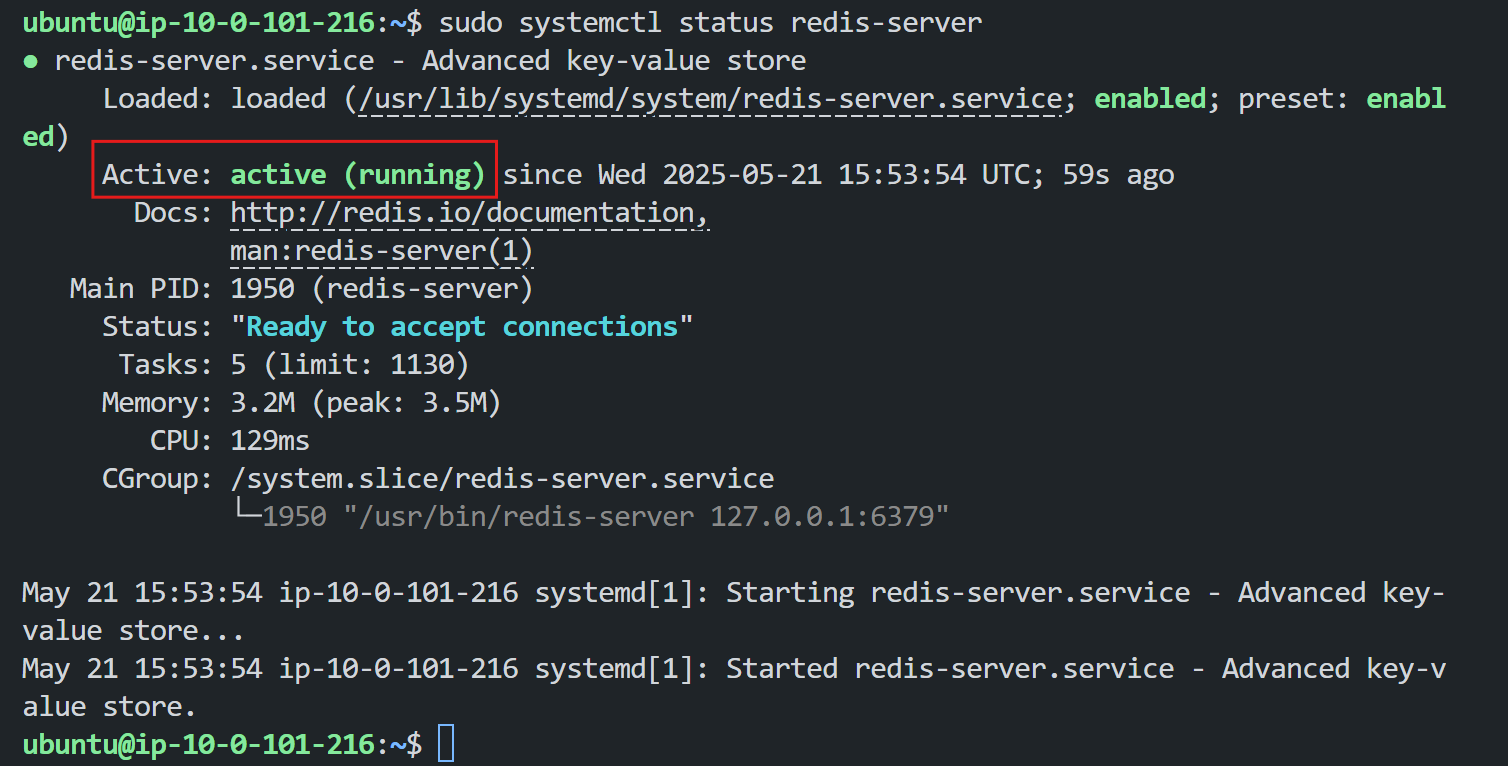 ubuntu@ip-10-0-101-216:~$ sudo systemctl status redis-server
● redis-server.service - Advanced key-value store
Loaded: loaded (/usr/lib/systemd/system/redis-server.service; enabled; preset: enabl
ed)
Active: active (running) since Wed 2025-05-21 15:53:54 UTC; 59s ago
Docs: http://redis.io/documentation,
man:redis-server(1)
Main PID: 1950 (redis-server)
Status: "Ready to accept connections"
Tasks: 5 (limit: 1130)
Memory: 3.2M (peak: 3.5M)
CPU: 129ms
CGroup: /system.slice/redis-server.service
└─1950 "/usr/bin/redis-server 127.0.0.1:6379"
May 21 15:53:54 ip-10-0-101-216 systemd[1]: Starting redis-server.service - Advanced key-
value store...
May 21 15:53:54 ip-10-0-101-216 systemd[1]: Started redis-server.service - Advanced key-v
alue store.
ubuntu@ip-10-0-101-216:~$